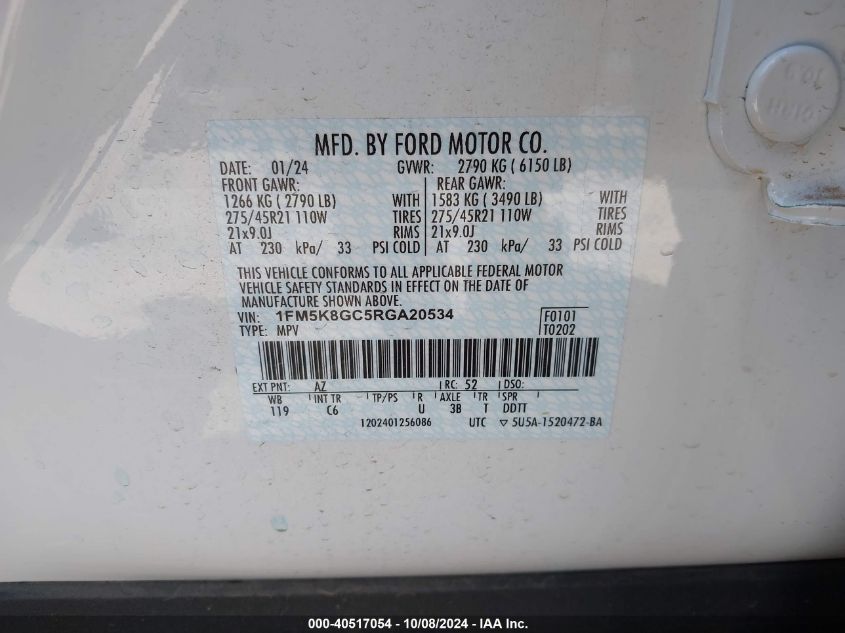 MFD. BY FORD MOTOR CO.
DATE: 01/24 GVWR: 2790 KG ( 6150 LB)
FRONT GAWR: REAR GAWR:
1266 KG ( 2790 LB) WITH 1583 KG ( 3490 LB) WITH
275/45R21 110W TIRES 275/45R21 110W TIRES
21x9.0J RIMS 21x9.0J RIMS
AT 230 kPa/ 33 PSI COLD AT 230 kPa/ 33 PSI COLD
THIS VEHICLE CONFORMS TO ALL APPLICABLE FEDERAL MOTOR
VEHICLE SAFETY STANDARDS IN EFFECT ON THE DATE OF
MANUFACTURE SHOWN ABOVE.
VIN: 1FM5K8GC5RGA20534 F0101
TYPE: MPV T0202
EXT PNT: AZ RC: 52 DSO:
WB INT TR TP/PS R AXLE TR SPR
119 C6 U 3B T DDTT
1202401256086 UTC ▽ 5U5A-1520472-BA
000-40517054 - 10/08/2024 - IAA Inc.